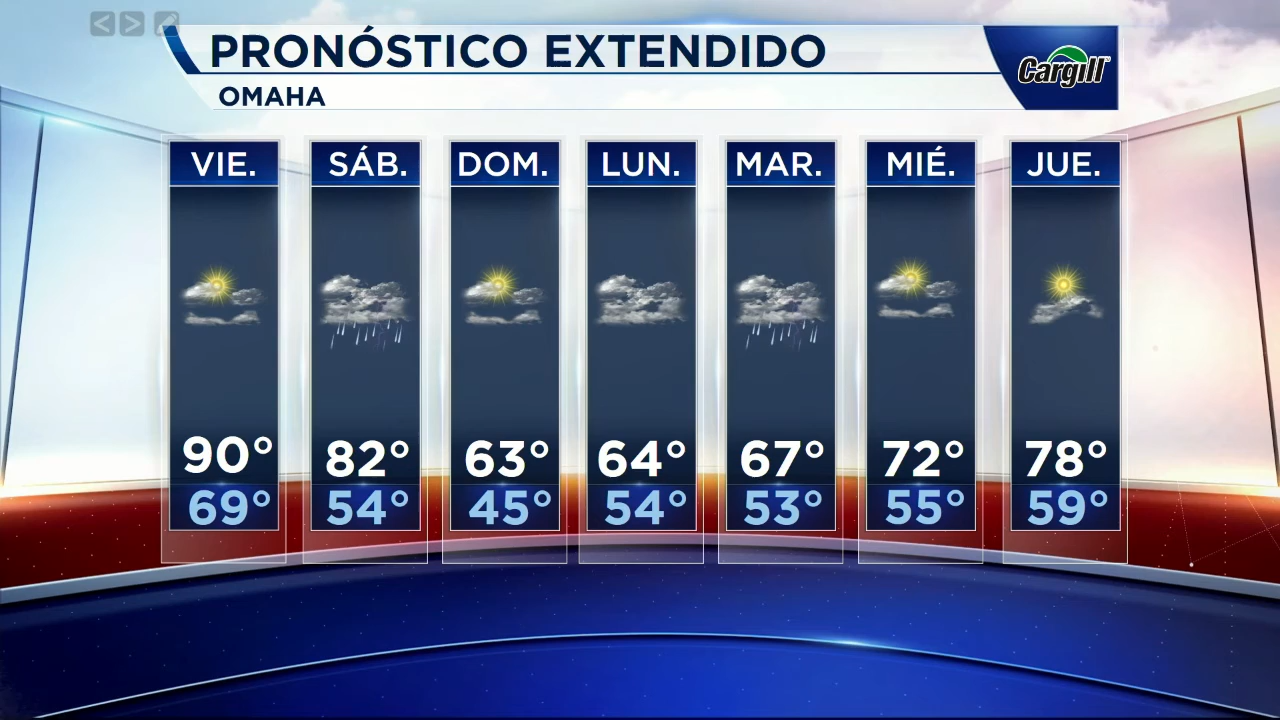 PRONÓSTICO EXTENDIDO
Cargill
OMAHA
VIE. SÁB. DOM. LUN. MAR. MIÉ. JUE.
90° 82° 63° 64° 67° 72° 78°
69° 54° 45° 54° 53° 55° 59°